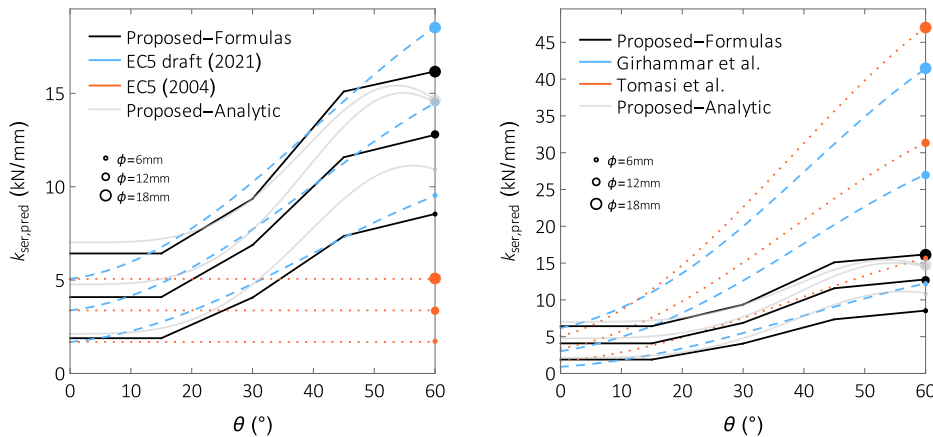 Proposed–Formulas
EC5 draft (2021)
EC5 (2004)
Proposed–Analytic
ϕ=6mm
ϕ=12mm
ϕ=18mm
15
10
5
0
0 10 20 30 40 50 60
kser,pred (kN/mm)
θ (°)
Proposed–Formulas
Girhammar et al.
Tomasi et al.
Proposed–Analytic
ϕ=6mm
ϕ=12mm
ϕ=18mm
45
40
35
30
25
20
15
10
5
0
0 10 20 30 40 50 60
kser,pred (kN/mm)
θ (°)